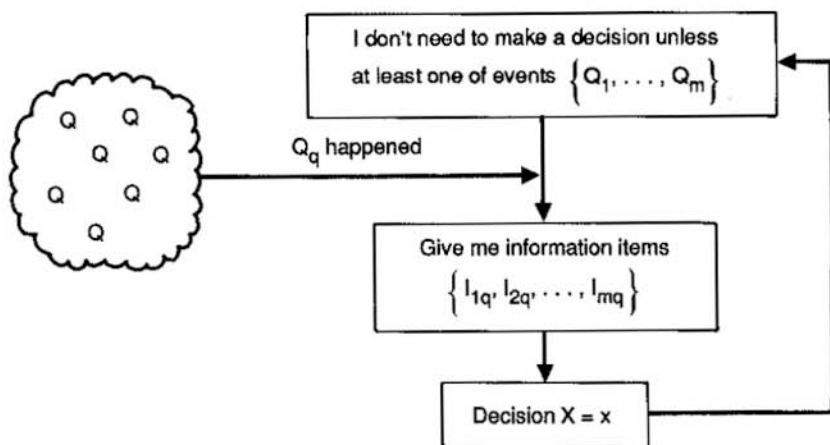 I don't need to make a decision unless
at least one of events {Q₁, . . . , Qₘ}
Q Q
Q Q
Q Q
Q
Q_q happened
Give me information items
{I₁q, I₂q, . . . , Iₘq}
Decision X = x